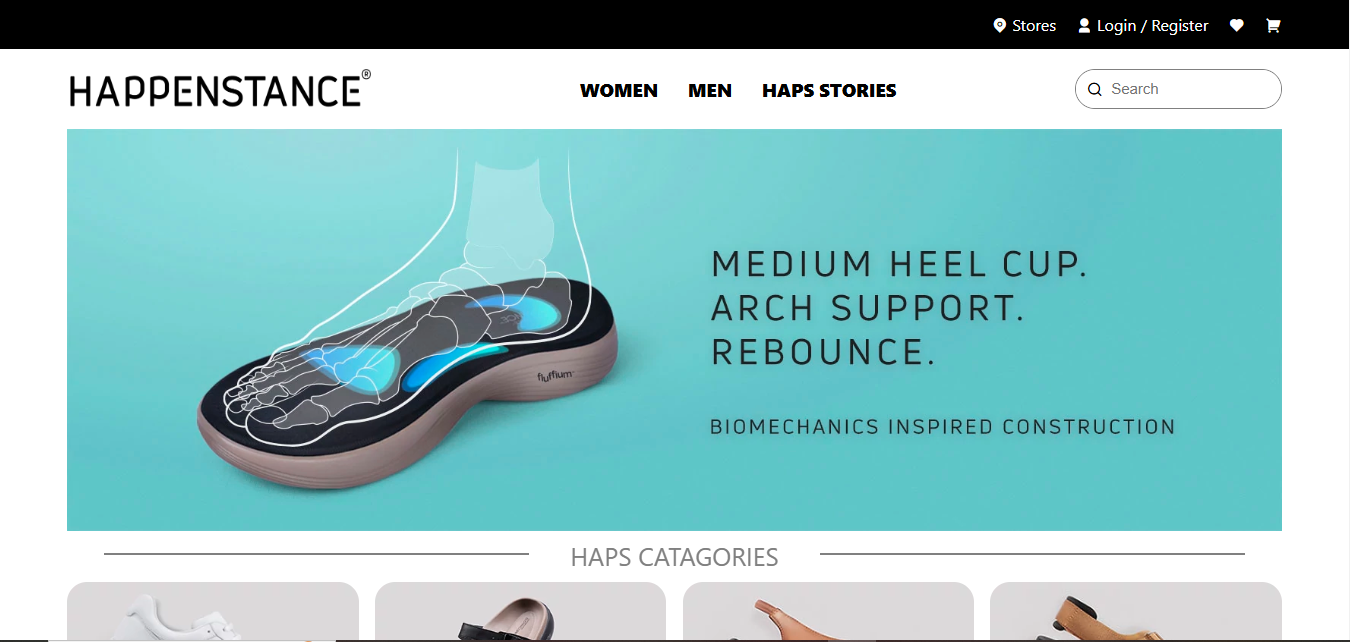 Stores Login / Register
HAPPENSTANCE®
WOMEN MEN HAPS STORIES
Search
MEDIUM HEEL CUP.
ARCH SUPPORT.
REBOUNCE.
fluffium
BIOMECHANICS INSPIRED CONSTRUCTION
HAPS CATAGORIES